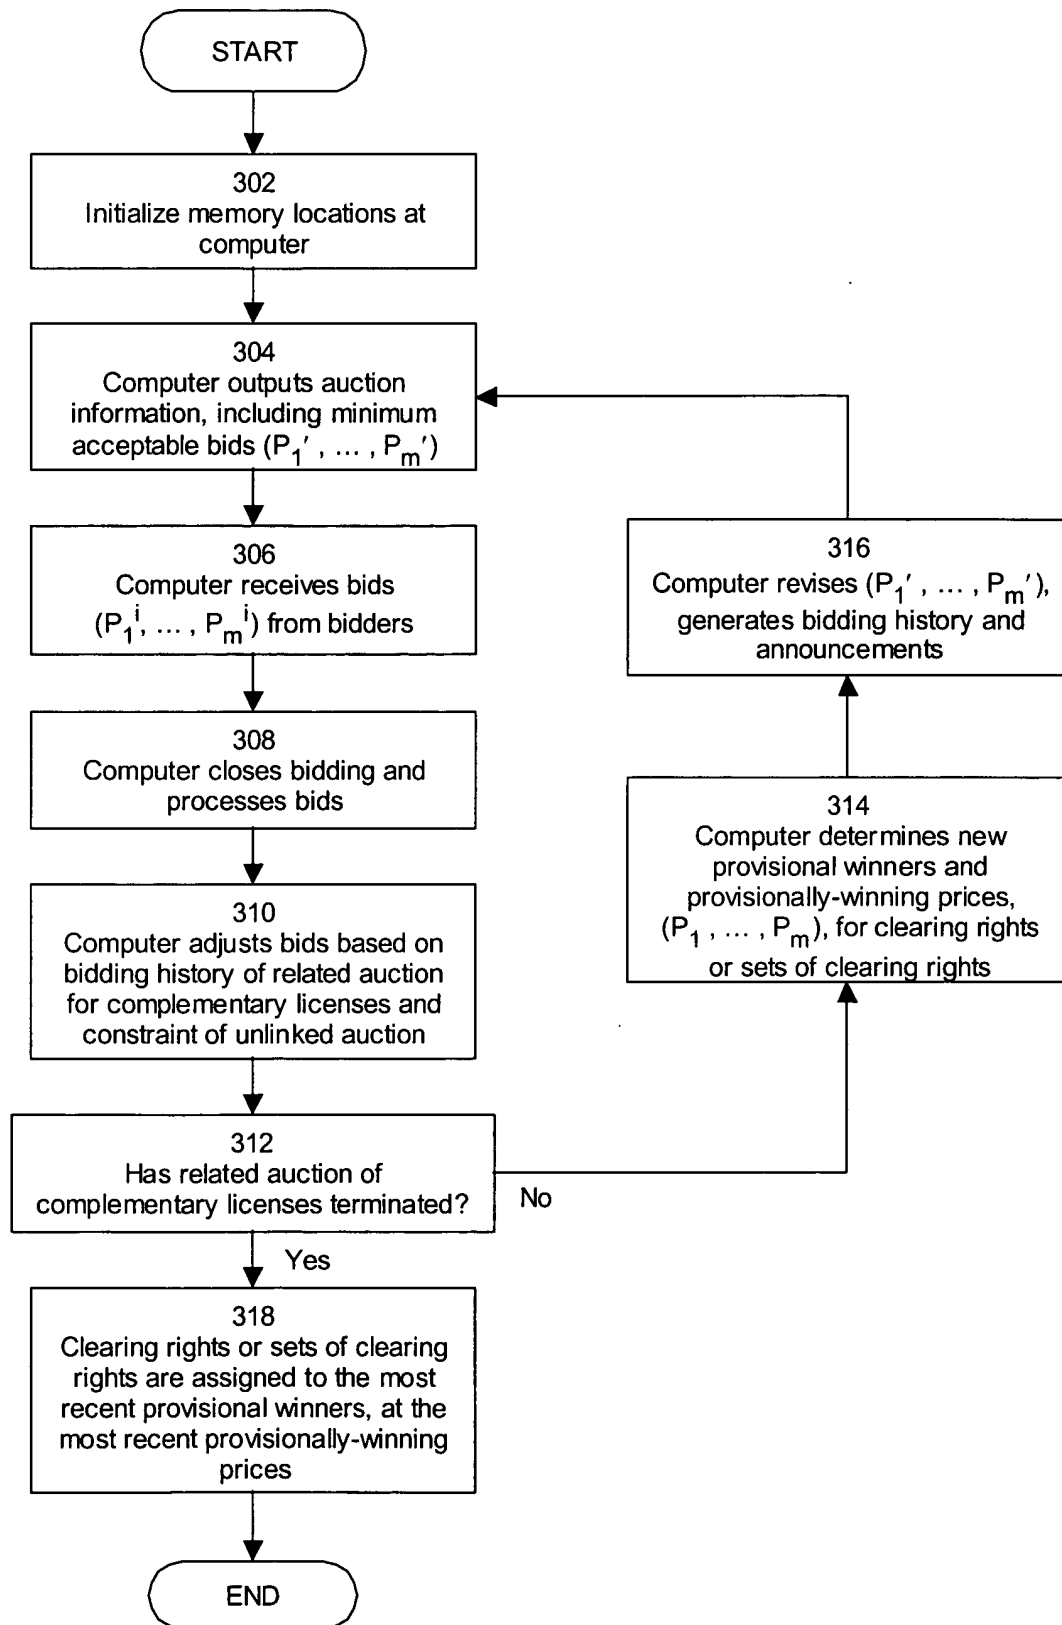 START
302
Initialize memory locations at
computer
304
Computer outputs auction
information, including minimum
acceptable bids (P₁′ , … , Pₘ′)
306
Computer receives bids
(P₁ⁱ, … , Pₘⁱ) from bidders
308
Computer closes bidding and
processes bids
310
Computer adjusts bids based on
bidding history of related auction
for complementary licenses and
constraint of unlinked auction
312
Has related auction of
complementary licenses terminated?
No
Yes
314
Computer determines new
provisional winners and
provisionally-winning prices,
(P₁ , … , Pₘ), for clearing rights
or sets of clearing rights
316
Computer revises (P₁′ , … , Pₘ′),
generates bidding history and
announcements
318
Clearing rights or sets of clearing
rights are assigned to the most
recent provisional winners, at the
most recent provisionally-winning
prices
END